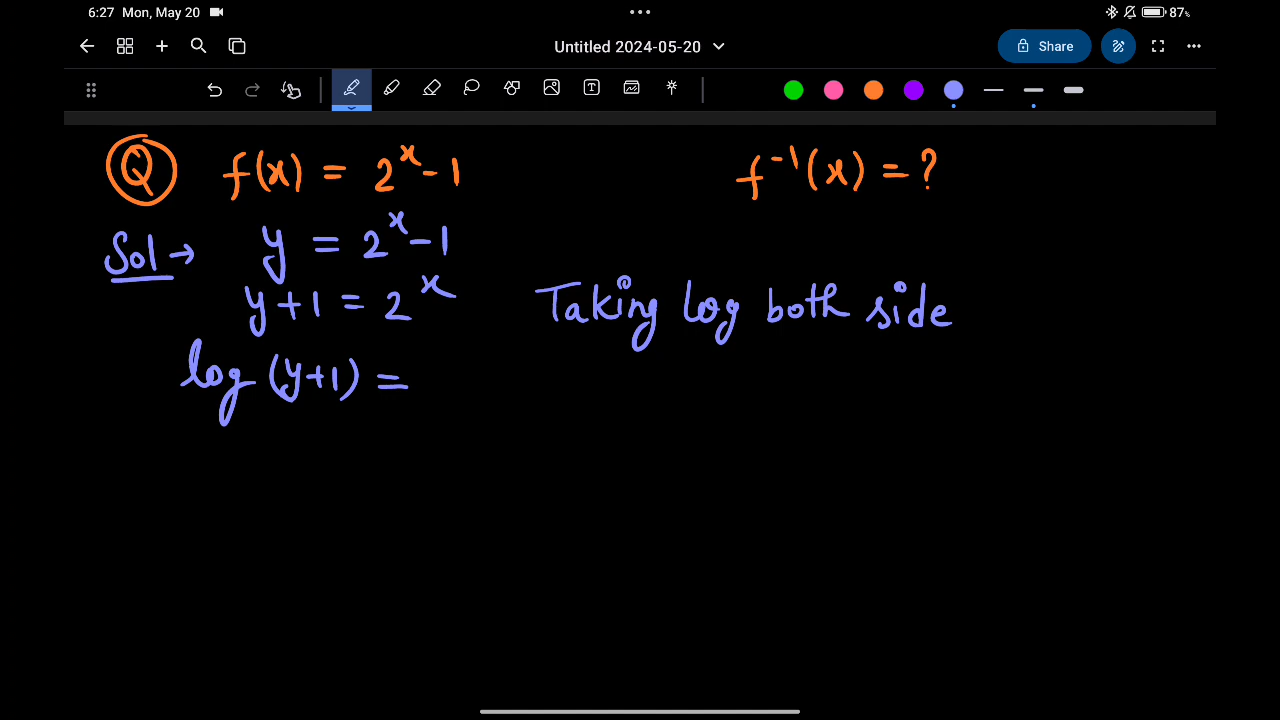 6:27 Mon, May 20 87%
Untitled 2024-05-20 Share
Q f(x) = 2^x - 1 f^-1(x) = ?
Sol → y = 2^x - 1
y + 1 = 2^x Taking log both side
log (y+1) =